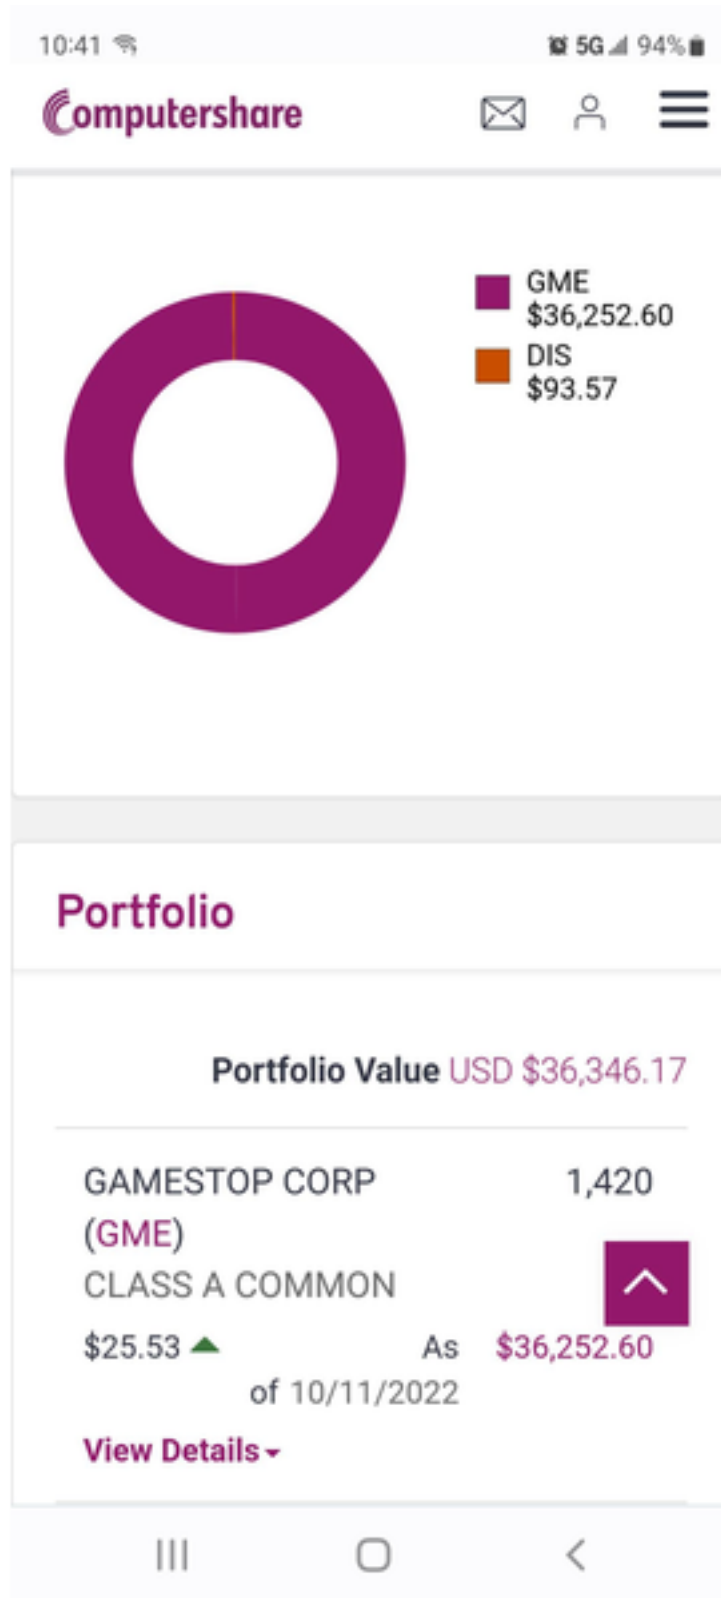 10:41 5G 94%
Computershare
GME
$36,252.60
DIS
$93.57
Portfolio
Portfolio Value USD $36,346.17
GAMESTOP CORP 1,420
(GME)
CLASS A COMMON
$25.53 As $36,252.60
of 10/11/2022
View Details